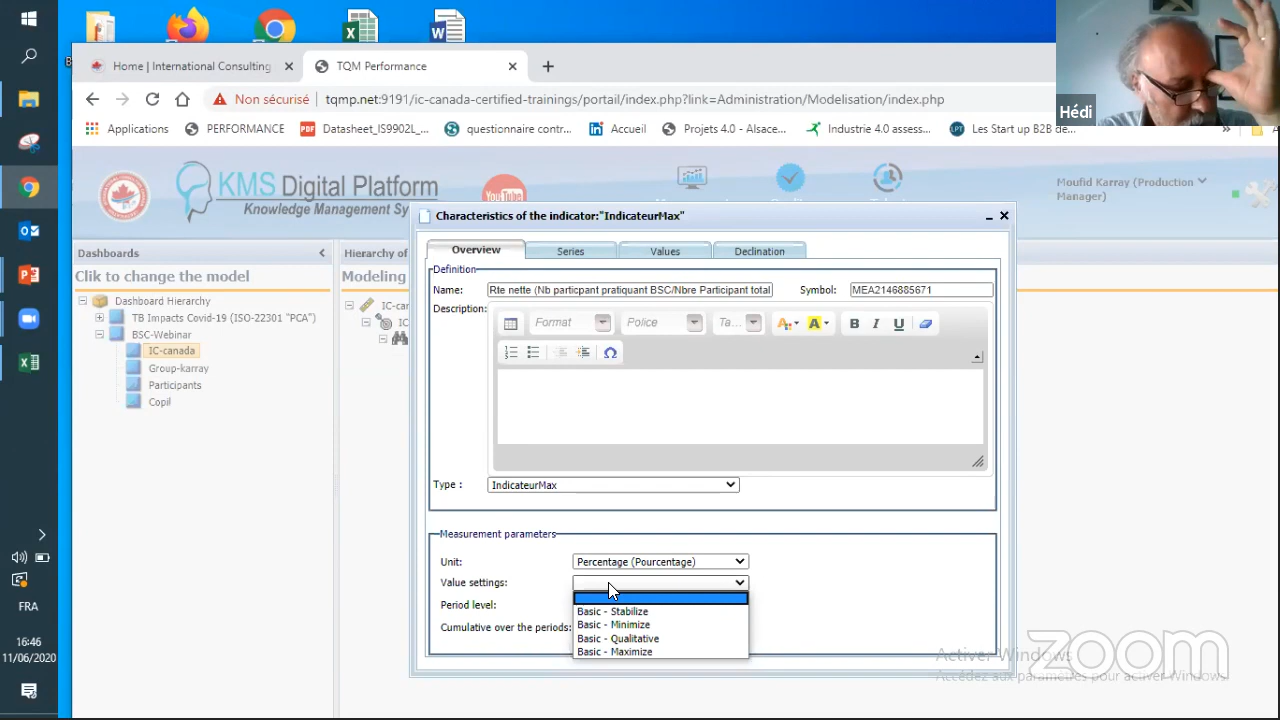 Hédi
Home | International Consulting
TQM Performance
Non sécurisé
tqmp.net:9191/ic-canada-certified-trainings/portail/index.php?link=Administration/Modelisation/index.php
Applications
PERFORMANCE
Datasheet_IS9902L_...
questionnaire contr...
Accueil
Projets 4.0 - Alsace...
Industrie 4.0 assess...
Les Start up B2B de...
KMS Digital Platform
Knowledge Management Sy
YouTube
Moufid Karray (Production
Manager)
Characteristics of the indicator:"IndicateurMax"
Overview
Series
Values
Declination
Dashboards
Hierarchy of
Clik to change the model
Modeling
Dashboard Hierarchy
TB Impacts Covid-19 (ISO-22301 "PCA")
BSC-Webinar
IC-canada
Group-karray
Participants
Copil
IC-car
IC
Definition
Name:
Rte nette (Nb particpant pratiquant BSC/Nbre Participant total
Symbol:
MEA2146885671
Description:
Format
Police
Ta...
B I U
Type :
IndicateurMax
Measurement parameters
Unit:
Percentage (Pourcentage)
Value settings:
Period level:
Cumulative over the periods:
Basic - Stabilize
Basic - Minimize
Basic - Qualitative
Basic - Maximize
FRA
16:46
11/06/2020
Activer Windows
Accédez aux paramètres pour activer Windows.
zoom